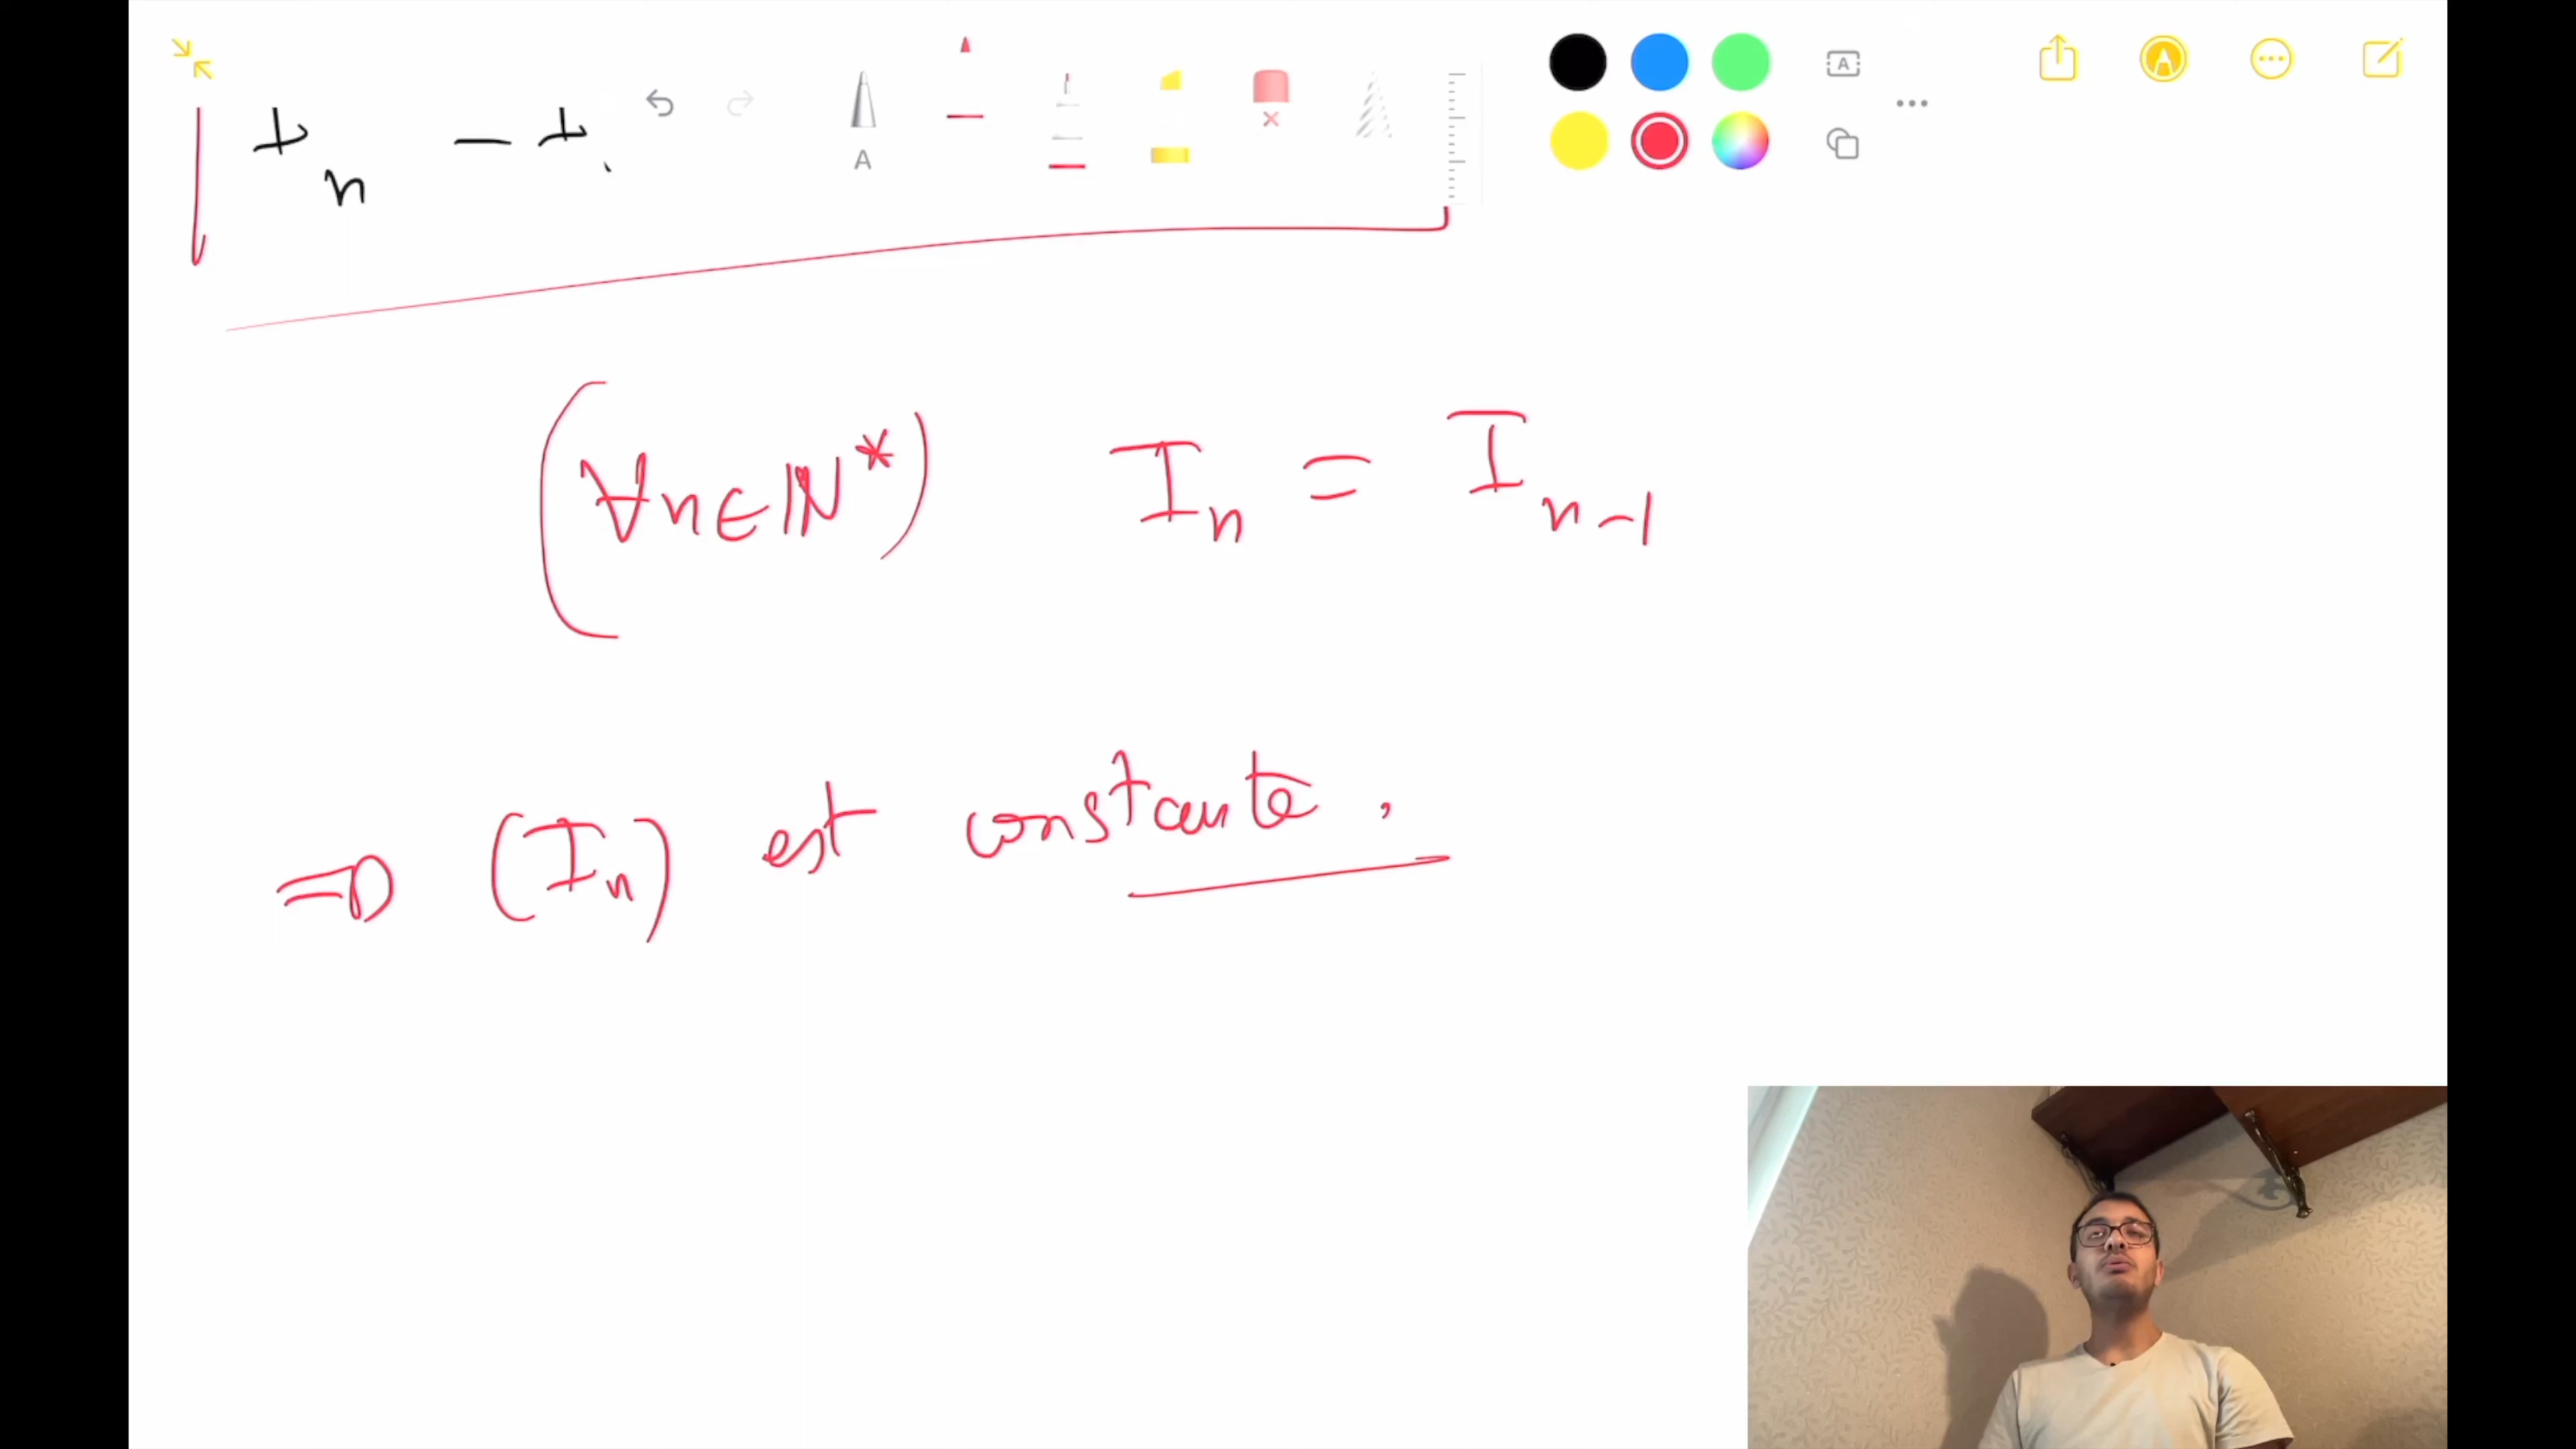 I_n - I
(∀n∈ℕ*) I_n = I_{n-1}
⇒ (I_n) est constante.